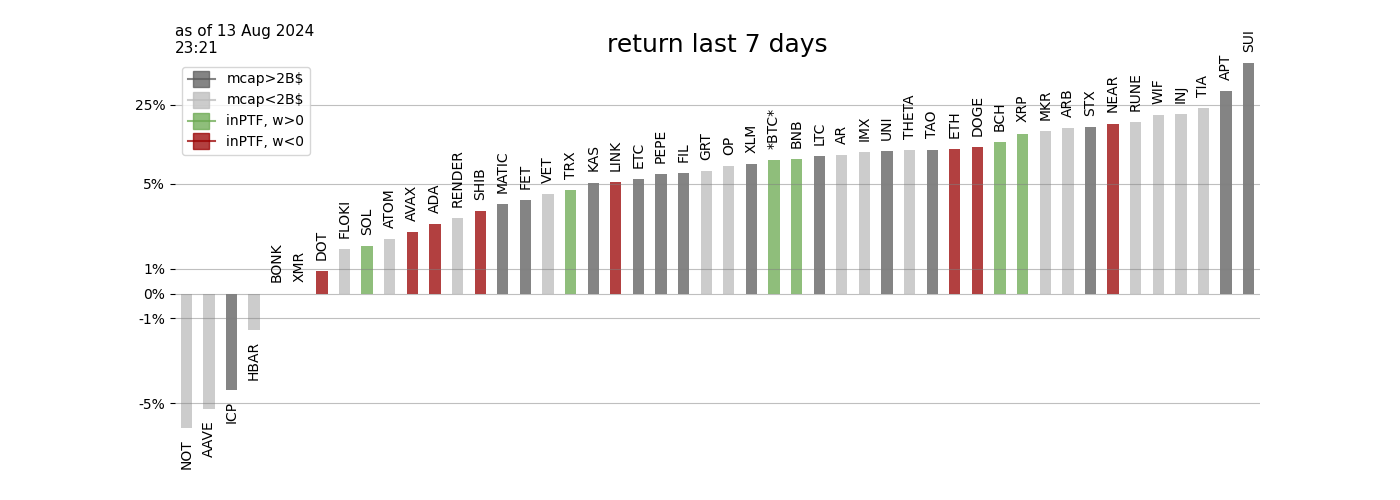 as of 13 Aug 2024
23:21
return last 7 days
mcap>2B$
mcap<2B$
inPTF, w>0
inPTF, w<0
25%
5%
1%
0%
-1%
-5%
NOT
AAVE
ICP
HBAR
BONK
XMR
DOT
FLOKI
SOL
ATOM
AVAX
ADA
RENDER
SHIB
MATIC
FET
VET
TRX
KAS
LINK
ETC
PEPE
FIL
GRT
OP
XLM
*BTC*
BNB
LTC
AR
IMX
UNI
THETA
TAO
ETH
DOGE
BCH
XRP
MKR
ARB
STX
NEAR
RUNE
WIF
INJ
TIA
APT
SUI